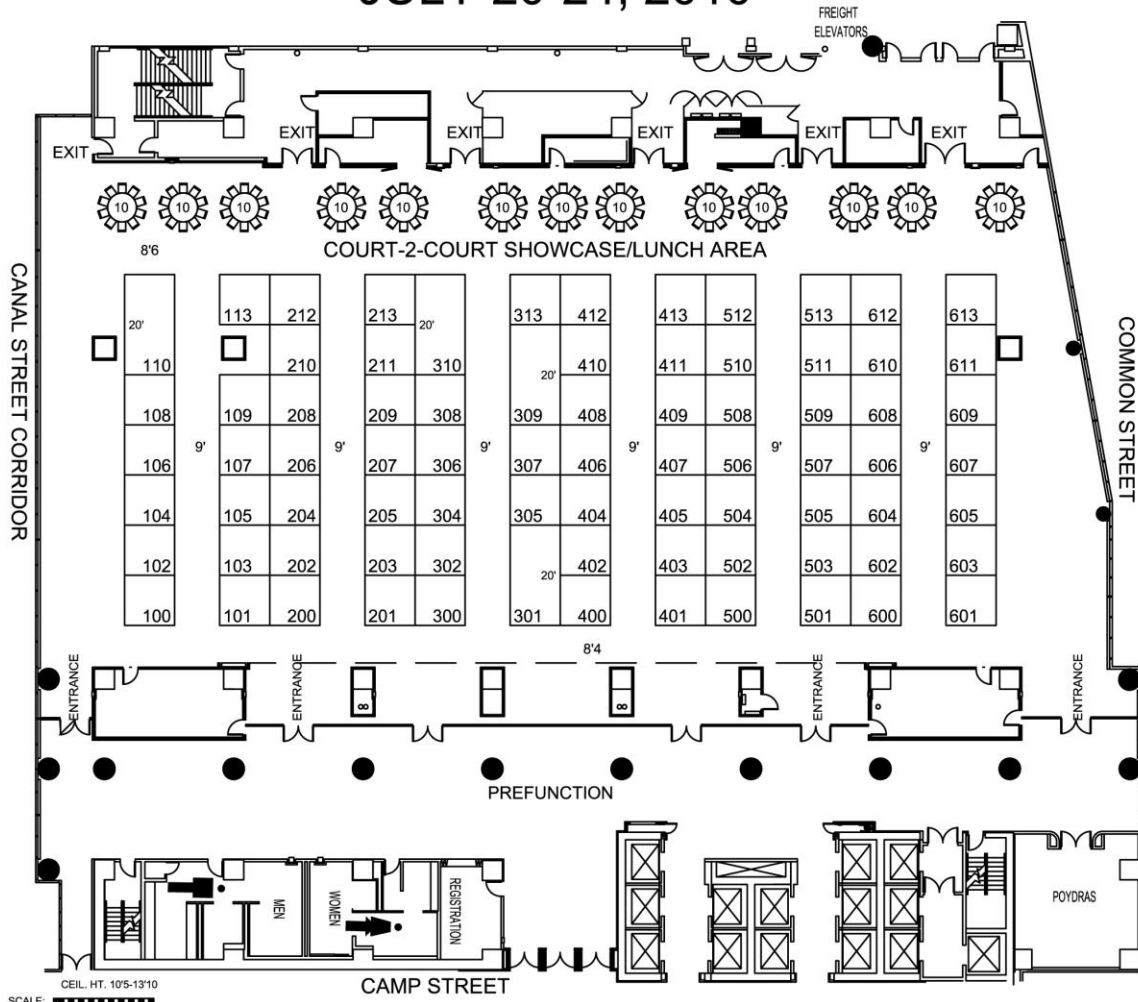 FREIGHT
ELEVATORS
EXIT EXIT EXIT EXIT EXIT EXIT
10 10 10 10 10 10 10 10 10 10 10 10 10
8'6 COURT-2-COURT SHOWCASE/LUNCH AREA
CANAL STREET CORRIDOR
COMMON STREET
113 212 213 313 412 413 512 513 612 613
20' 20'
110 210 211 310 410 411 510 511 610 611
20'
108 109 208 209 308 309 408 409 508 509 608 609
9' 9' 9' 9' 9' 9'
106 107 206 207 306 307 406 407 506 507 606 607
104 105 204 205 304 305 404 405 504 505 604 605
102 103 202 203 302 402 403 502 503 602 603
20'
100 101 200 201 300 301 400 401 500 501 600 601
8'4
ENTRANCE ENTRANCE ENTRANCE ENTRANCE
PREFUNCTION
MEN
WOMEN
REGISTRATION
POYDRAS
CAMP STREET
CEIL. HT. 10'5-13'10
SCALE: